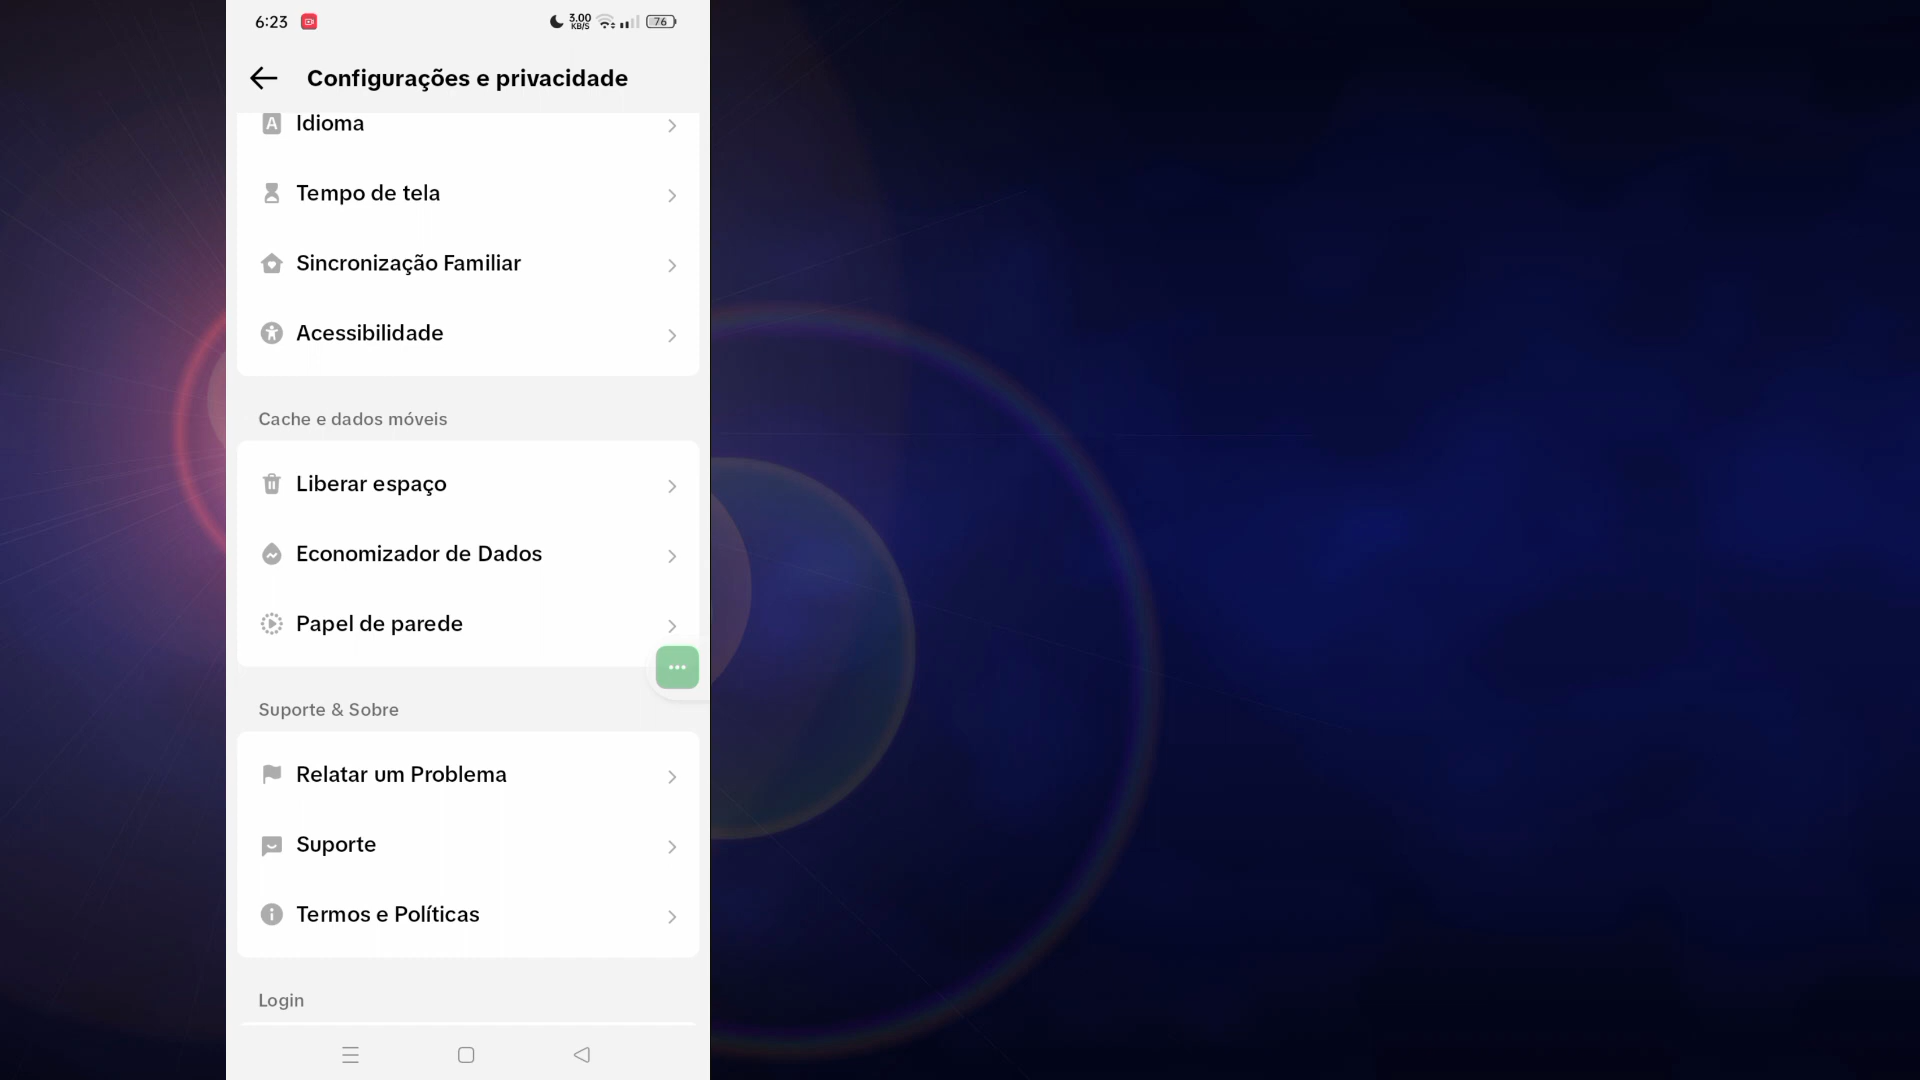 6:23
3.00
KB/S
76
Configurações e privacidade
Idioma
Tempo de tela
Sincronização Familiar
Acessibilidade
Cache e dados móveis
Liberar espaço
Economizador de Dados
Papel de parede
Suporte & Sobre
Relatar um Problema
Suporte
Termos e Políticas
Login